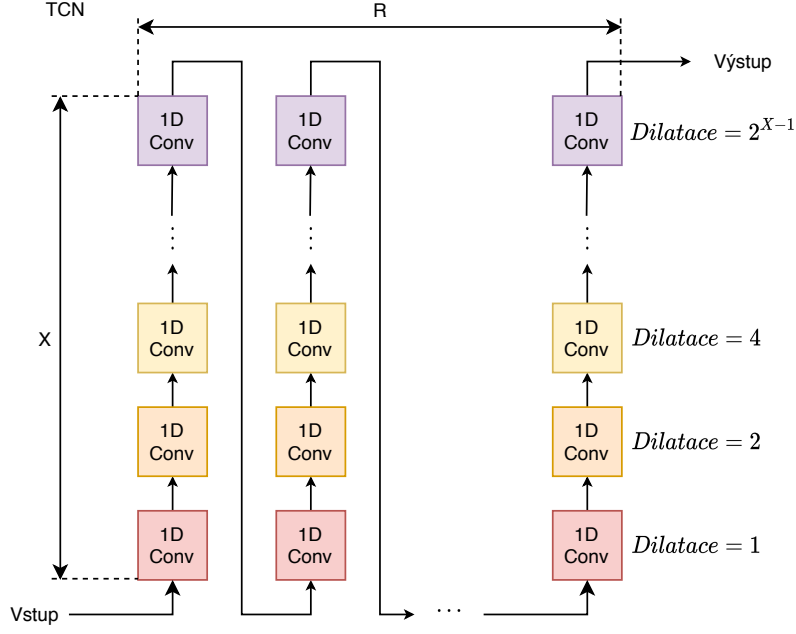 TCN
R
Výstup
1D
Conv
1D
Conv
1D
Conv
Dilatace = 2^{X-1}
⋮
⋮
⋮
X
1D
Conv
1D
Conv
1D
Conv
Dilatace = 4
1D
Conv
1D
Conv
1D
Conv
Dilatace = 2
1D
Conv
1D
Conv
1D
Conv
Dilatace = 1
Vstup
...